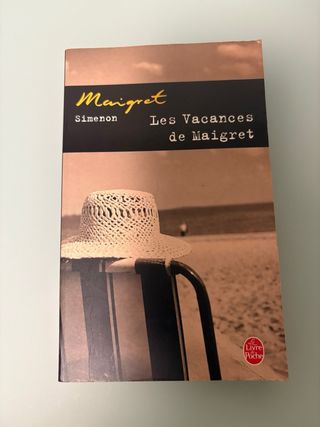 Maigret
Simenon
Les Vacances
de Maigret
Le
Livre
de
Poche